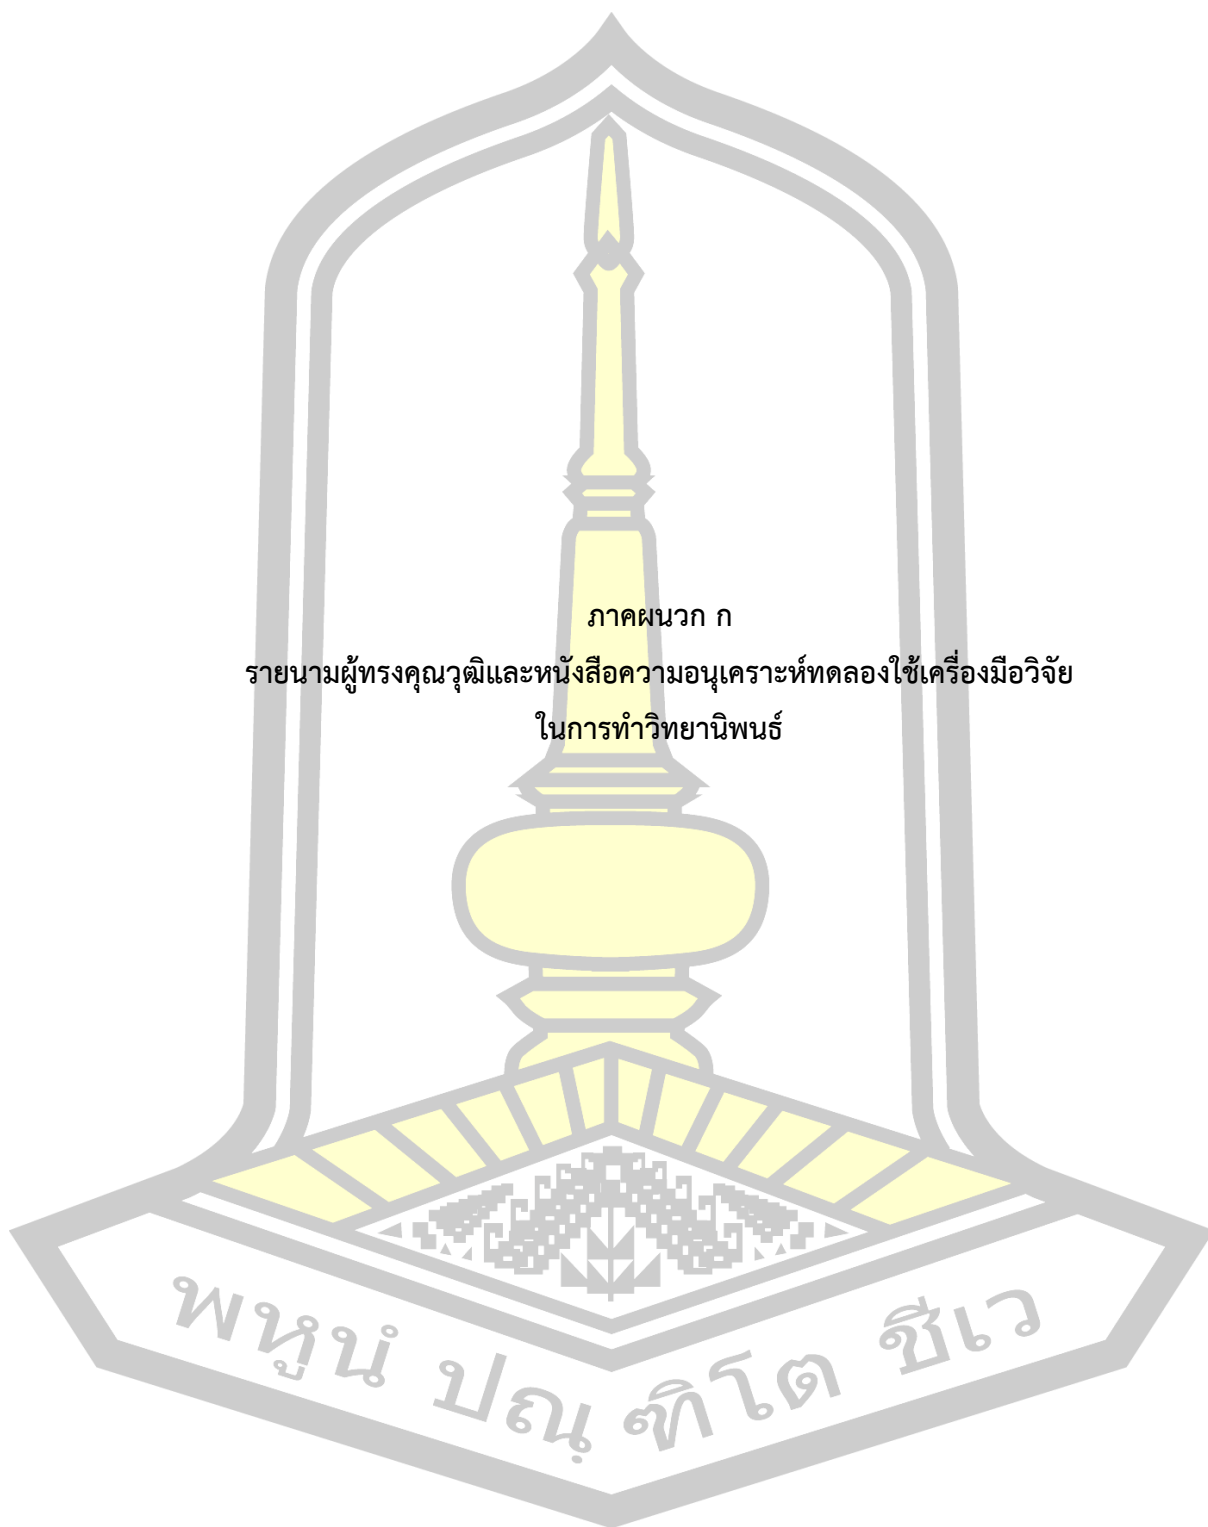 ภาคผนวก ก
รายนามผู้ทรงคุณวุฒิและหนังสือความอนุเคราะห์ทดลองใช้เครื่องมือวิจัย
ในการทำวิทยานิพนธ์
พหูนํ ปณฺฑิโต ชีเว